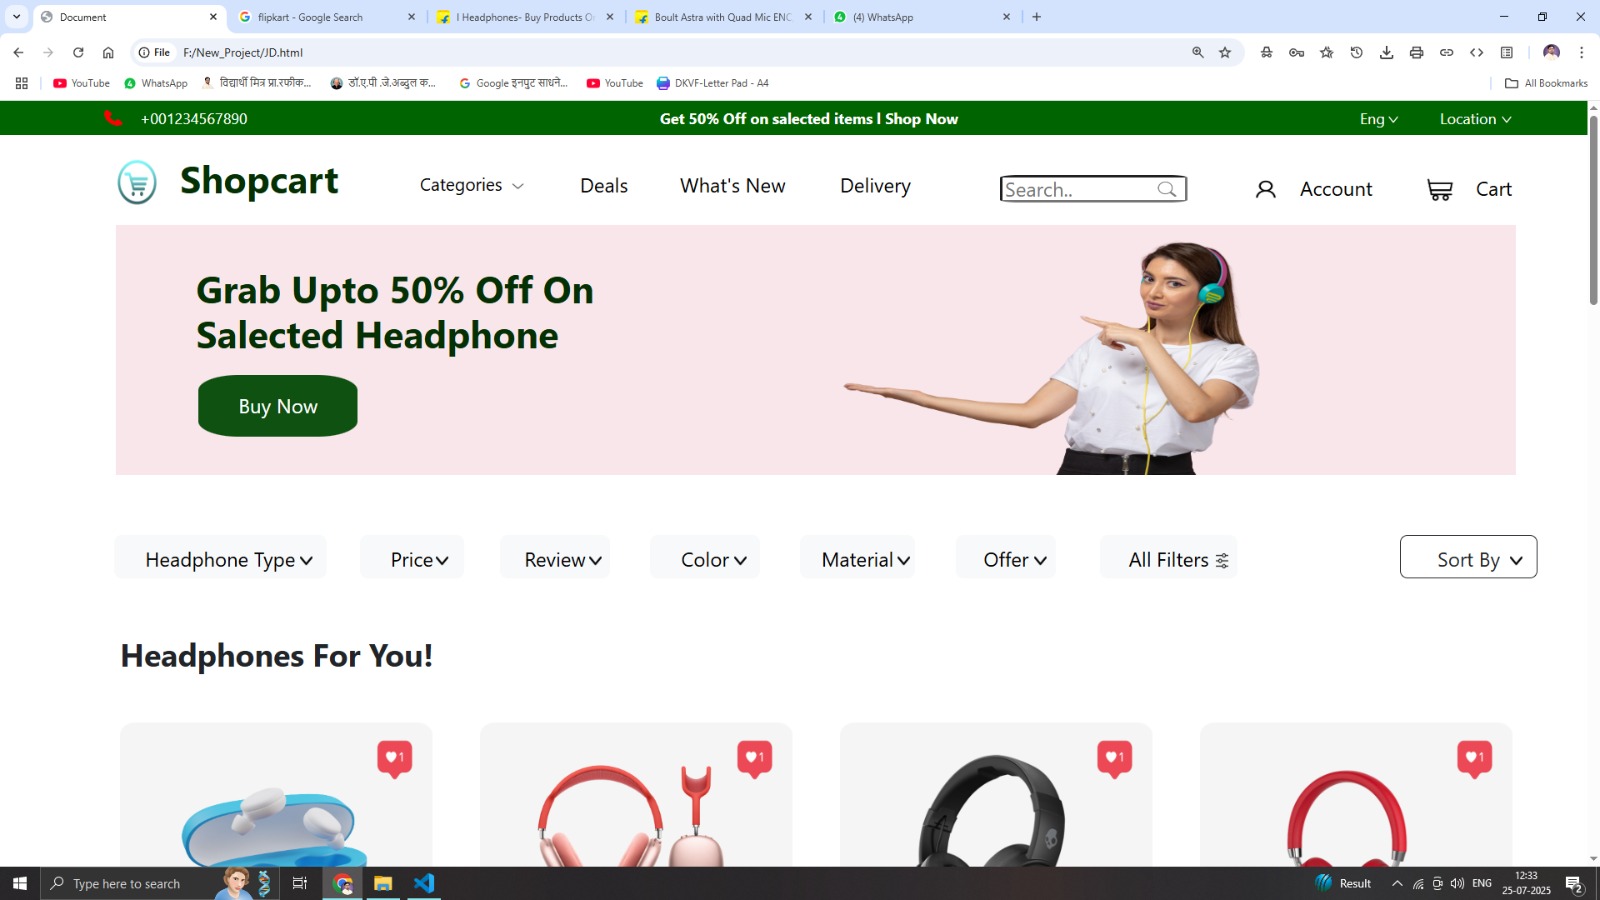 Document
flipkart - Google Search
l Headphones- Buy Products O
Boult Astra with Quad Mic ENC
(4) WhatsApp
File F:/New_Project/JD.html
YouTube
WhatsApp
विद्यार्थी मित्र प्रा.रफीक...
डॉ.ए.पी .जे.अब्दुल क...
Google इनपुट साधने...
YouTube
DKVF-Letter Pad - A4
All Bookmarks
+001234567890
Get 50% Off on salected items l Shop Now
Eng
Location
Shopcart
Categories
Deals
What's New
Delivery
Search..
Account
Cart
Grab Upto 50% Off On
Salected Headphone
Buy Now
Headphone Type
Price
Review
Color
Material
Offer
All Filters
Sort By
Headphones For You!
1
1
1
1
Type here to search
Result
ENG
12:33
25-07-2025
2